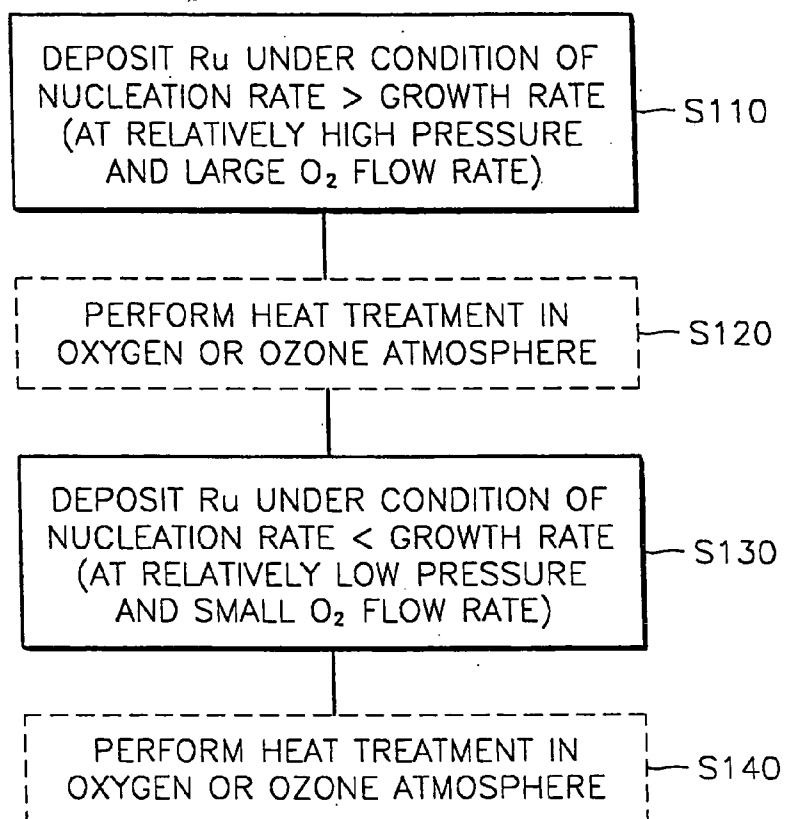 DEPOSIT Ru UNDER CONDITION OF
NUCLEATION RATE > GROWTH RATE
(AT RELATIVELY HIGH PRESSURE
AND LARGE O₂ FLOW RATE)
S110
PERFORM HEAT TREATMENT IN
OXYGEN OR OZONE ATMOSPHERE
S120
DEPOSIT Ru UNDER CONDITION OF
NUCLEATION RATE < GROWTH RATE
(AT RELATIVELY LOW PRESSURE
AND SMALL O₂ FLOW RATE)
S130
PERFORM HEAT TREATMENT IN
OXYGEN OR OZONE ATMOSPHERE
S140